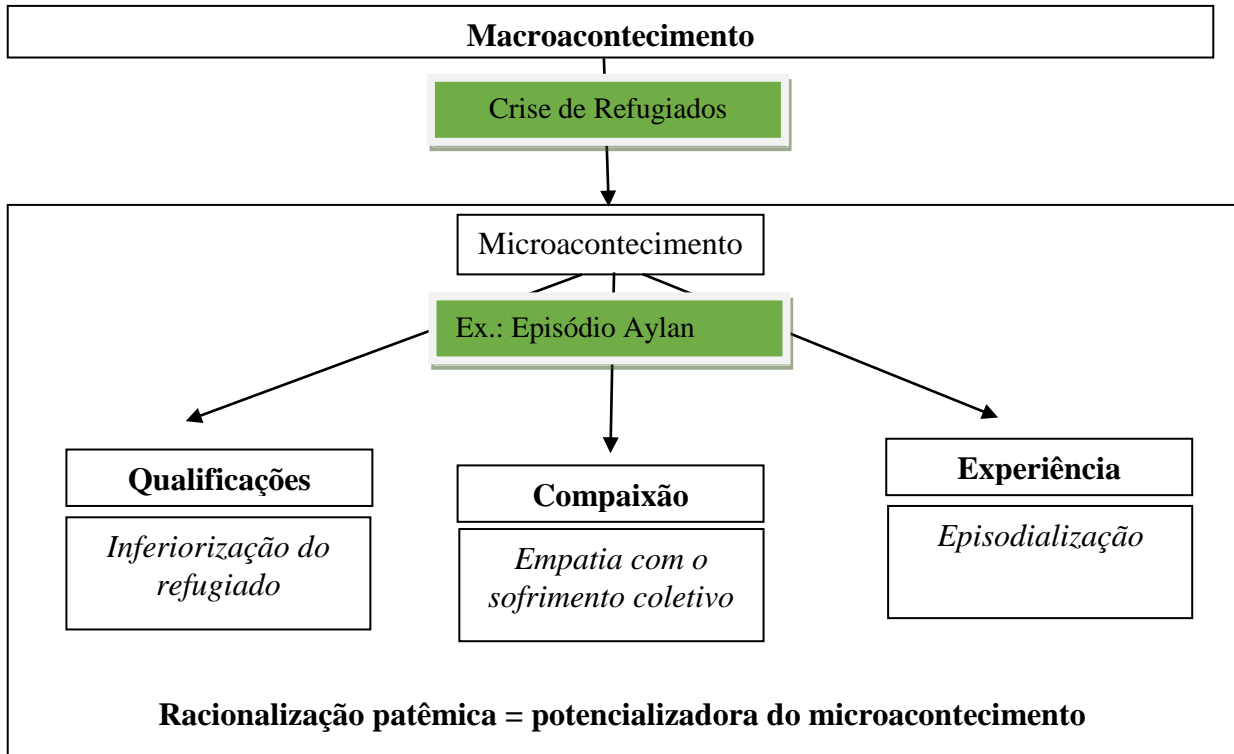 Macroacontecimento
Crise de Refugiados
Microacontecimento
Ex.: Episódio Aylan
Qualificações
Inferiorização do
refugiado
Compaixão
Empatia com o
sofrimento coletivo
Experiência
Episodialização
Racionalização patêmica = potencializadora do microacontecimento